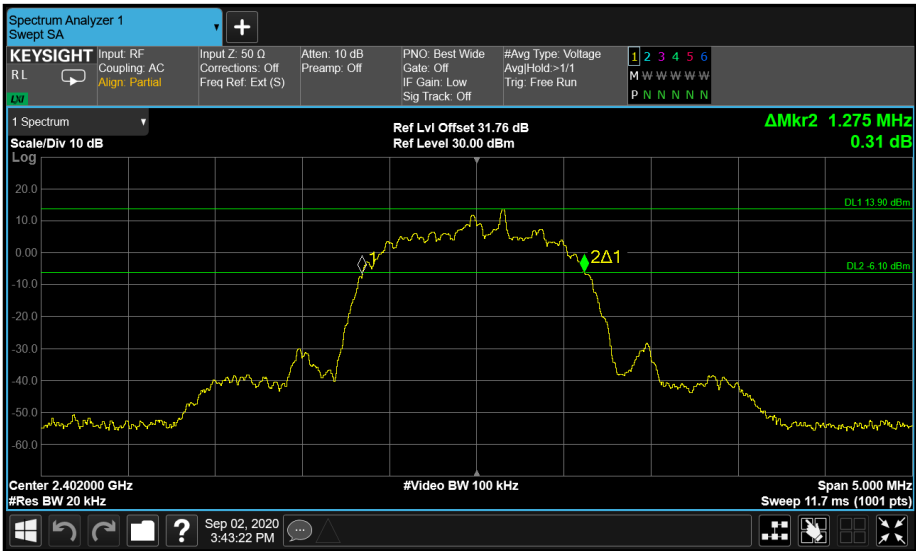 Spectrum Analyzer 1
Swept SA
+
KEYSIGHT
RL
LXI
Input: RF
Coupling: AC
Align: Partial
Input Z: 50 Ω
Corrections: Off
Freq Ref: Ext (S)
Atten: 10 dB
Preamp: Off
PNO: Best Wide
Gate: Off
IF Gain: Low
Sig Track: Off
#Avg Type: Voltage
Avg|Hold:>1/1
Trig: Free Run
1 2 3 4 5 6
M W W W W W
P N N N N N
1 Spectrum
Scale/Div 10 dB
Ref Lvl Offset 31.76 dB
Ref Level 30.00 dBm
ΔMkr2 1.275 MHz
0.31 dB
Log
20.0
DL1 13.90 dBm
10.0
0.00
1
2Δ1
DL2 -6.10 dBm
-10.0
-20.0
-30.0
-40.0
-50.0
-60.0
Center 2.402000 GHz
#Video BW 100 kHz
Span 5.000 MHz
#Res BW 20 kHz
Sweep 11.7 ms (1001 pts)
?
Sep 02, 2020
3:43:22 PM